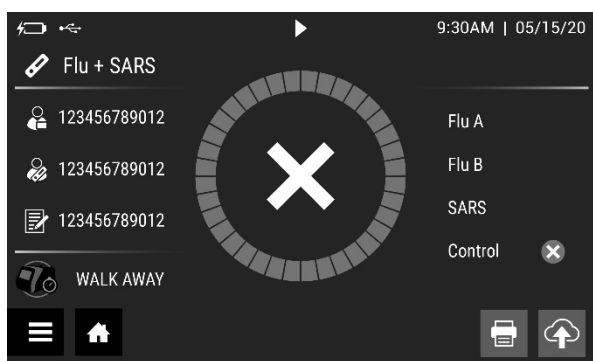 9:30AM | 05/15/20
Flu + SARS
123456789012
123456789012
123456789012
WALK AWAY
Flu A
Flu B
SARS
Control